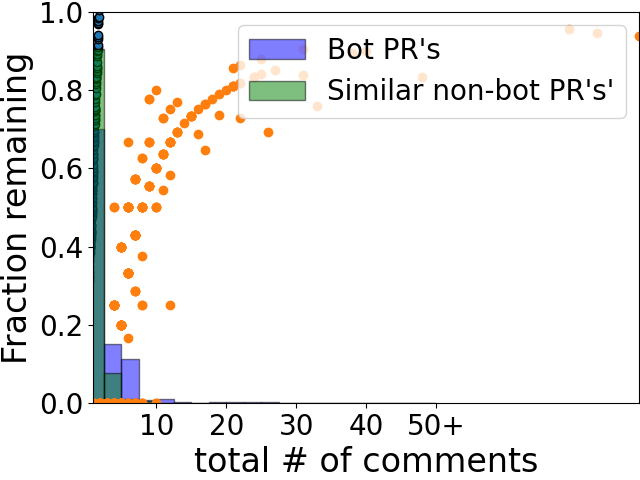 Fraction remaining
1.0
0.8
0.6
0.4
0.2
0.0
Bot PR's
Similar non-bot PR's'
10 20 30 40 50+
total # of comments